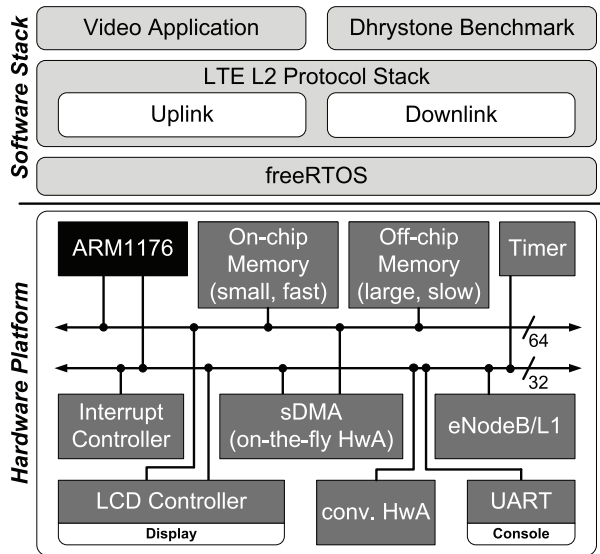 Software Stack
Video Application
Dhrystone Benchmark
LTE L2 Protocol Stack
Uplink
Downlink
freeRTOS
Hardware Platform
ARM1176
On-chip
Memory
(small, fast)
Off-chip
Memory
(large, slow)
Timer
64
32
Interrupt
Controller
sDMA
(on-the-fly HwA)
eNodeB/L1
LCD Controller
Display
conv. HwA
UART
Console